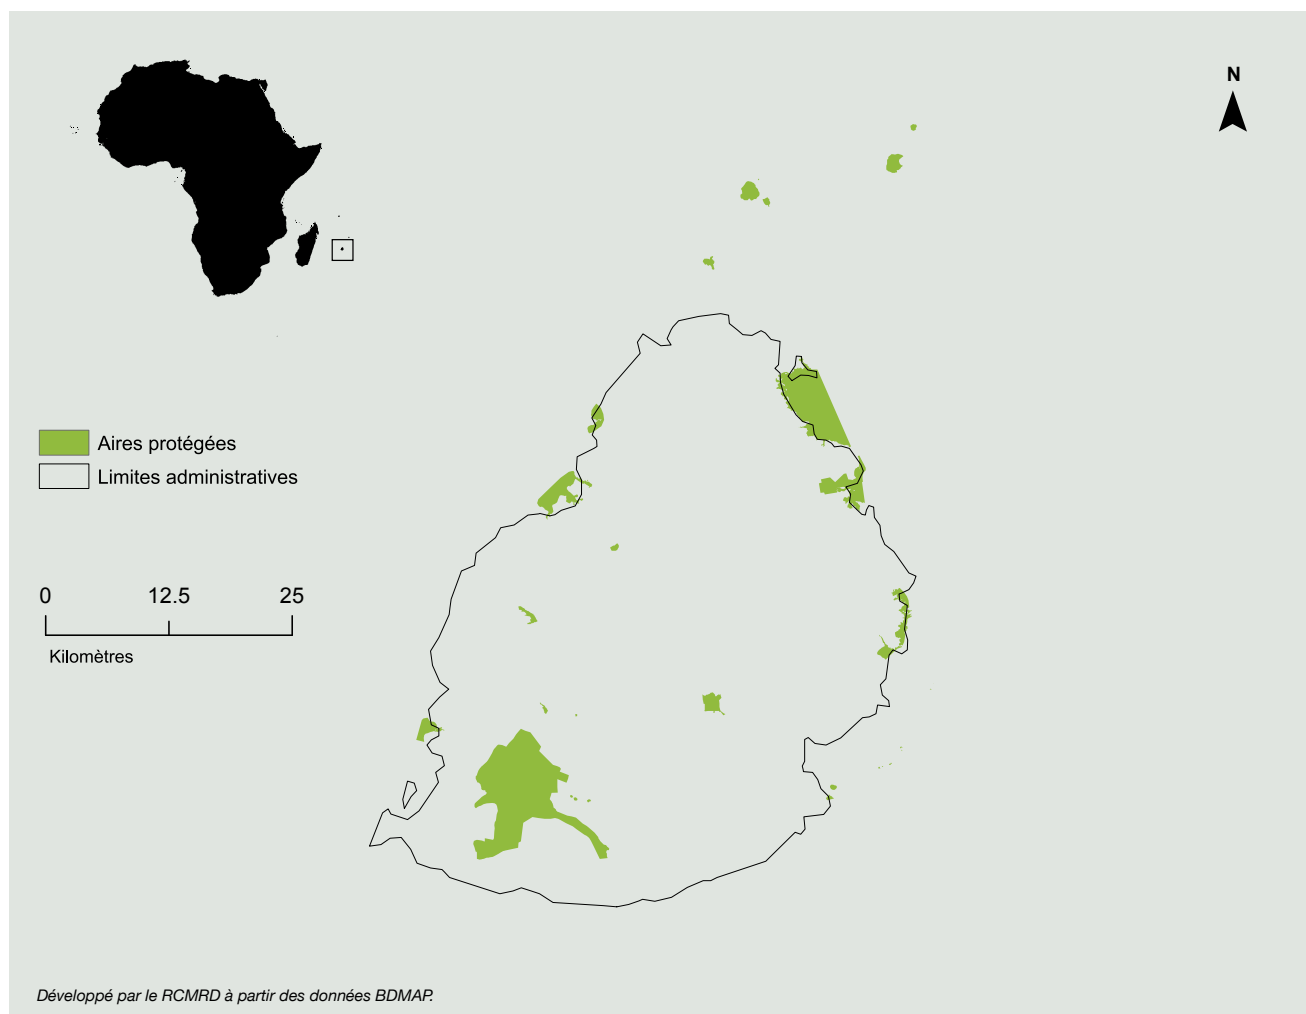 N
Aires protégées
Limites administratives
0 12.5 25
Kilomètres
Développé par le RCMRD à partir des données BDMAP.